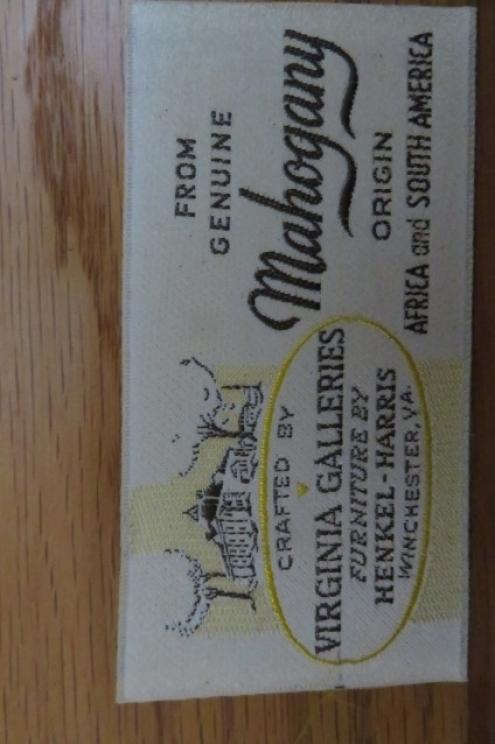 CRAFTED BY
VIRGINIA GALLERIES
FURNITURE BY
HENKEL-HARRIS
WINCHESTER, VA.
FROM
GENUINE
Mahogany
ORIGIN
AFRICA and SOUTH AMERICA